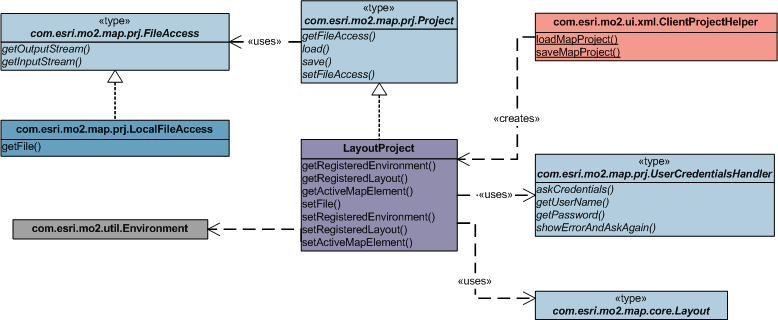 «type»
com.esri.mo2.map.prj.FileAccess
getOutputStream()
getInputStream()
«uses»
«type»
com.esri.mo2.map.prj.Project
getFileAccess()
load()
save()
setFileAccess()
com.esri.mo2.ui.xml.ClientProjectHelper
loadMapProject()
saveMapProject()
«creates»
com.esri.mo2.map.prj.LocalFileAccess
getFile()
LayoutProject
getRegisteredEnvironment()
getRegisteredLayout()
getActiveMapElement()
setFile()
setRegisteredEnvironment()
setRegisteredLayout()
setActiveMapElement()
«uses»
«type»
com.esri.mo2.map.prj.UserCredentialsHandler
askCredentials()
getUserName()
getPassword()
showErrorAndAskAgain()
com.esri.mo2.util.Environment
«uses»
«type»
com.esri.mo2.map.core.Layout